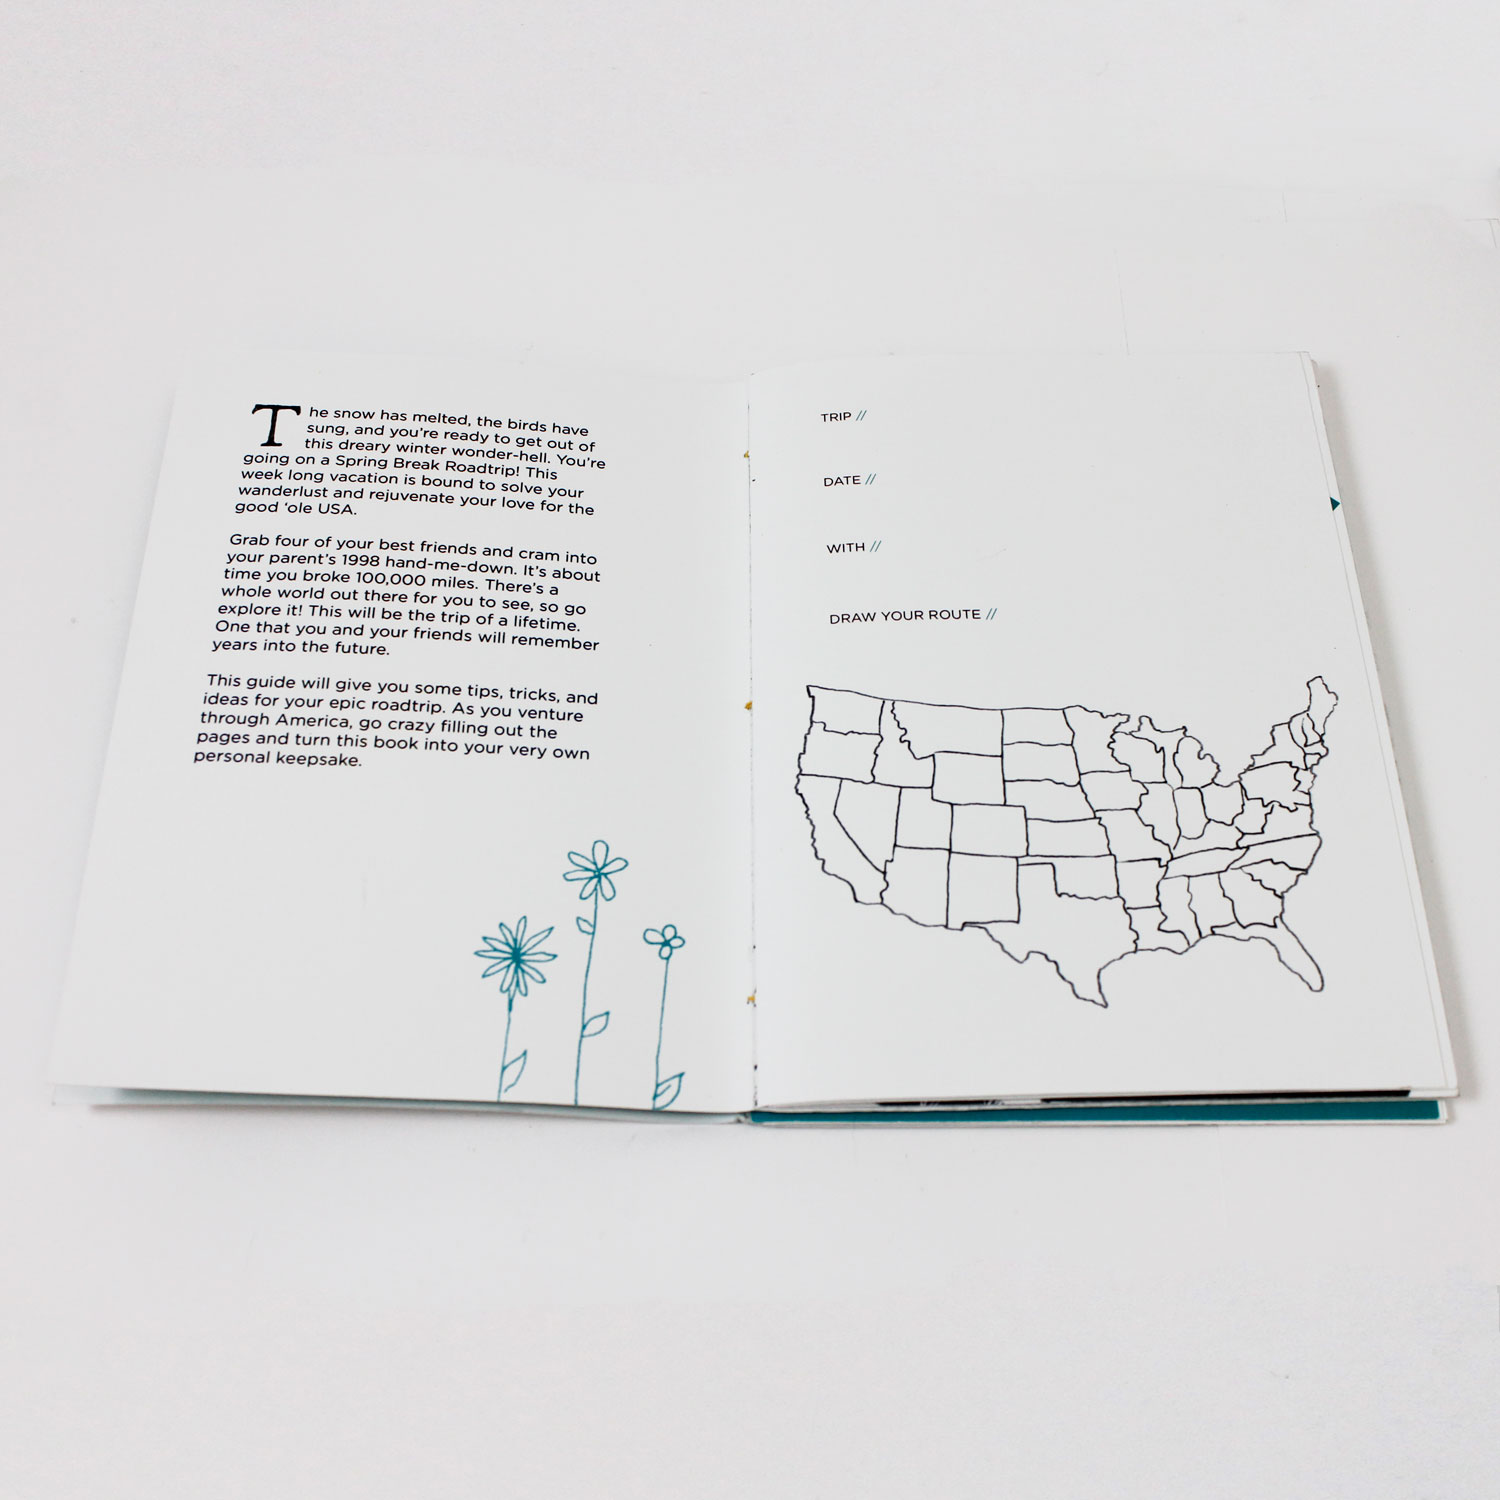 The snow has melted, the birds have
sung, and you're ready to get out of
this dreary winter wonder-hell. You're
going on a Spring Break Roadtrip! This
week long vacation is bound to solve your
wanderlust and rejuvenate your love for the
good 'ole USA.
Grab four of your best friends and cram into
your parent's 1998 hand-me-down. It's about
time you broke 100,000 miles. There's a
whole world out there for you to see, so go
explore it! This will be the trip of a lifetime.
One that you and your friends will remember
years into the future.
This guide will give you some tips, tricks, and
ideas for your epic roadtrip. As you venture
through America, go crazy filling out the
pages and turn this book into your very own
personal keepsake.
TRIP //
DATE //
WITH //
DRAW YOUR ROUTE //